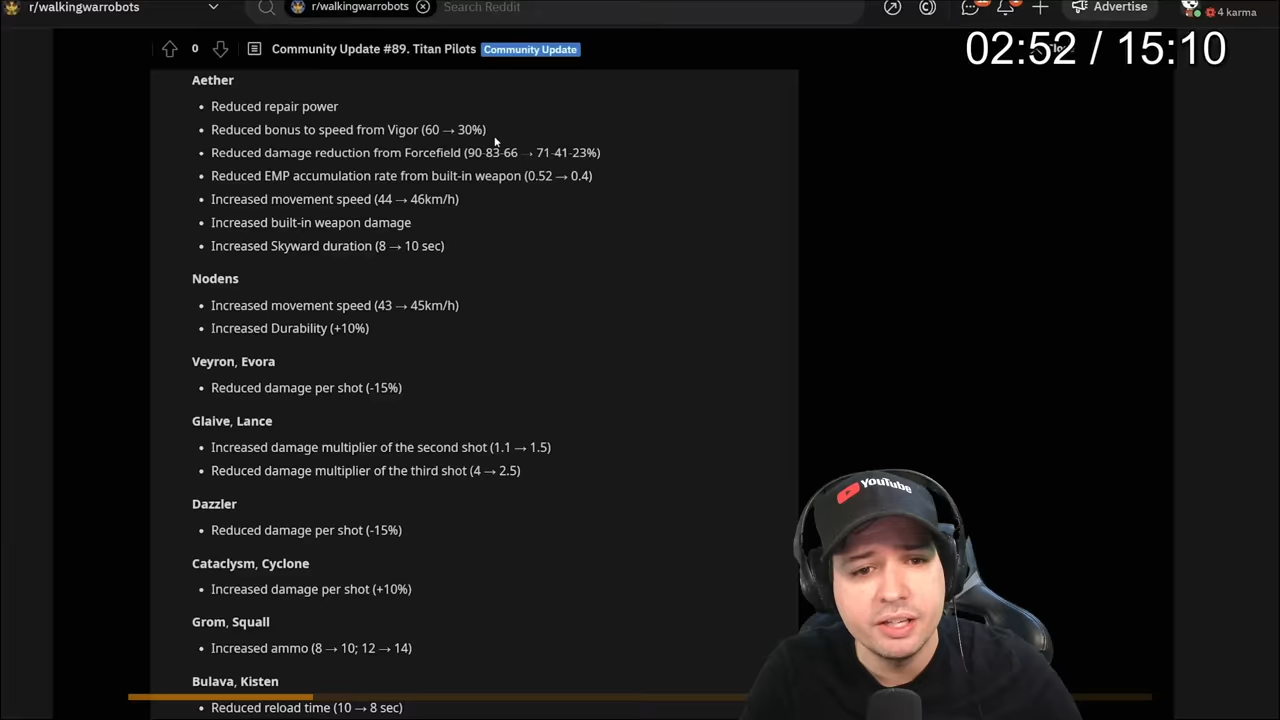 r/walkingwarrobots
r/walkingwarrobots
Search Reddit
Advertise
4 karma
02:52 / 15:10
0
Community Update #89. Titan Pilots
Community Update
Aether
• Reduced repair power
• Reduced bonus to speed from Vigor (60 → 30%)
• Reduced damage reduction from Forcefield (90-83-66 → 71-41-23%)
• Reduced EMP accumulation rate from built-in weapon (0.52 → 0.4)
• Increased movement speed (44 → 46km/h)
• Increased built-in weapon damage
• Increased Skyward duration (8 → 10 sec)
Nodens
• Increased movement speed (43 → 45km/h)
• Increased Durability (+10%)
Veyron, Evora
• Reduced damage per shot (-15%)
Glaive, Lance
• Increased damage multiplier of the second shot (1.1 → 1.5)
• Reduced damage multiplier of the third shot (4 → 2.5)
Dazzler
• Reduced damage per shot (-15%)
Cataclysm, Cyclone
• Increased damage per shot (+10%)
Grom, Squall
• Increased ammo (8 → 10; 12 → 14)
Bulava, Kisten
• Reduced reload time (10 → 8 sec)
YouTube